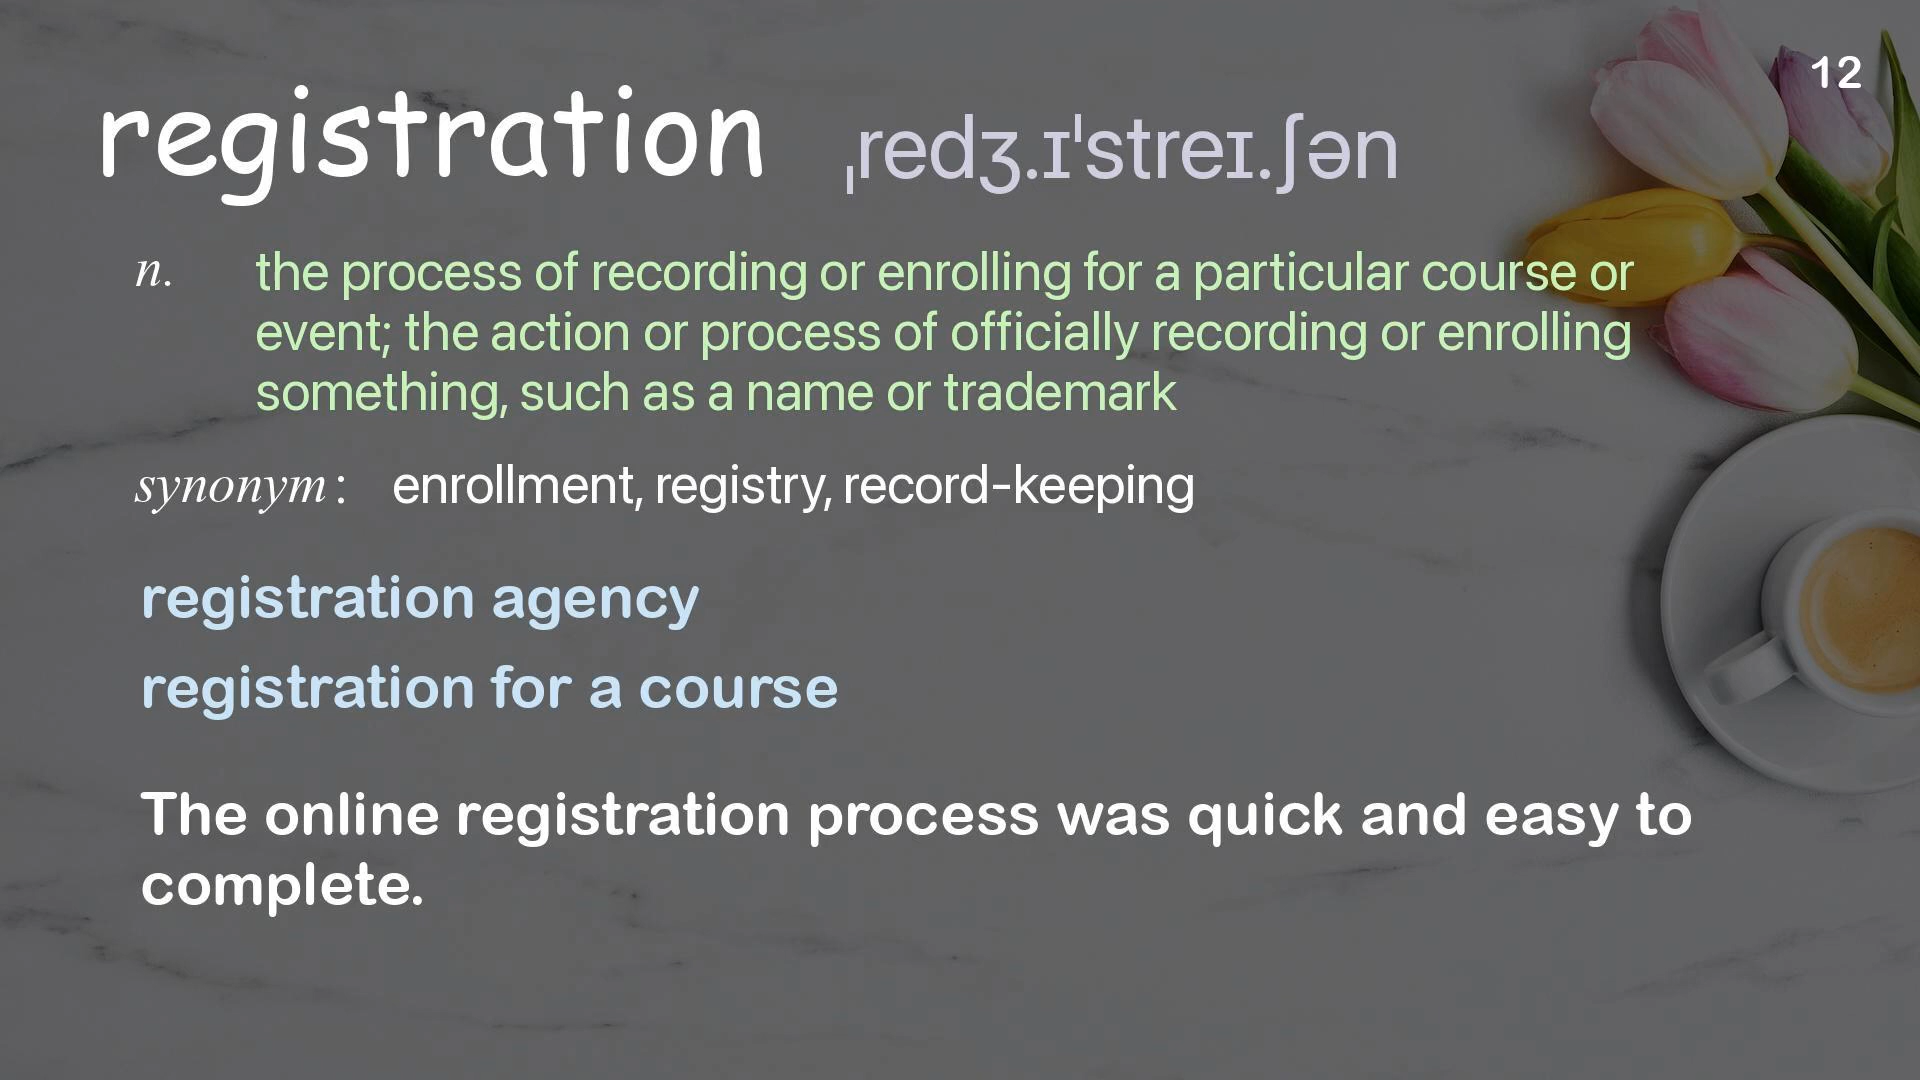 12
registration ˌredʒ.ɪˈstreɪ.ʃən
n. the process of recording or enrolling for a particular course or
event; the action or process of officially recording or enrolling
something, such as a name or trademark
synonym: enrollment, registry, record-keeping
registration agency
registration for a course
The online registration process was quick and easy to
complete.